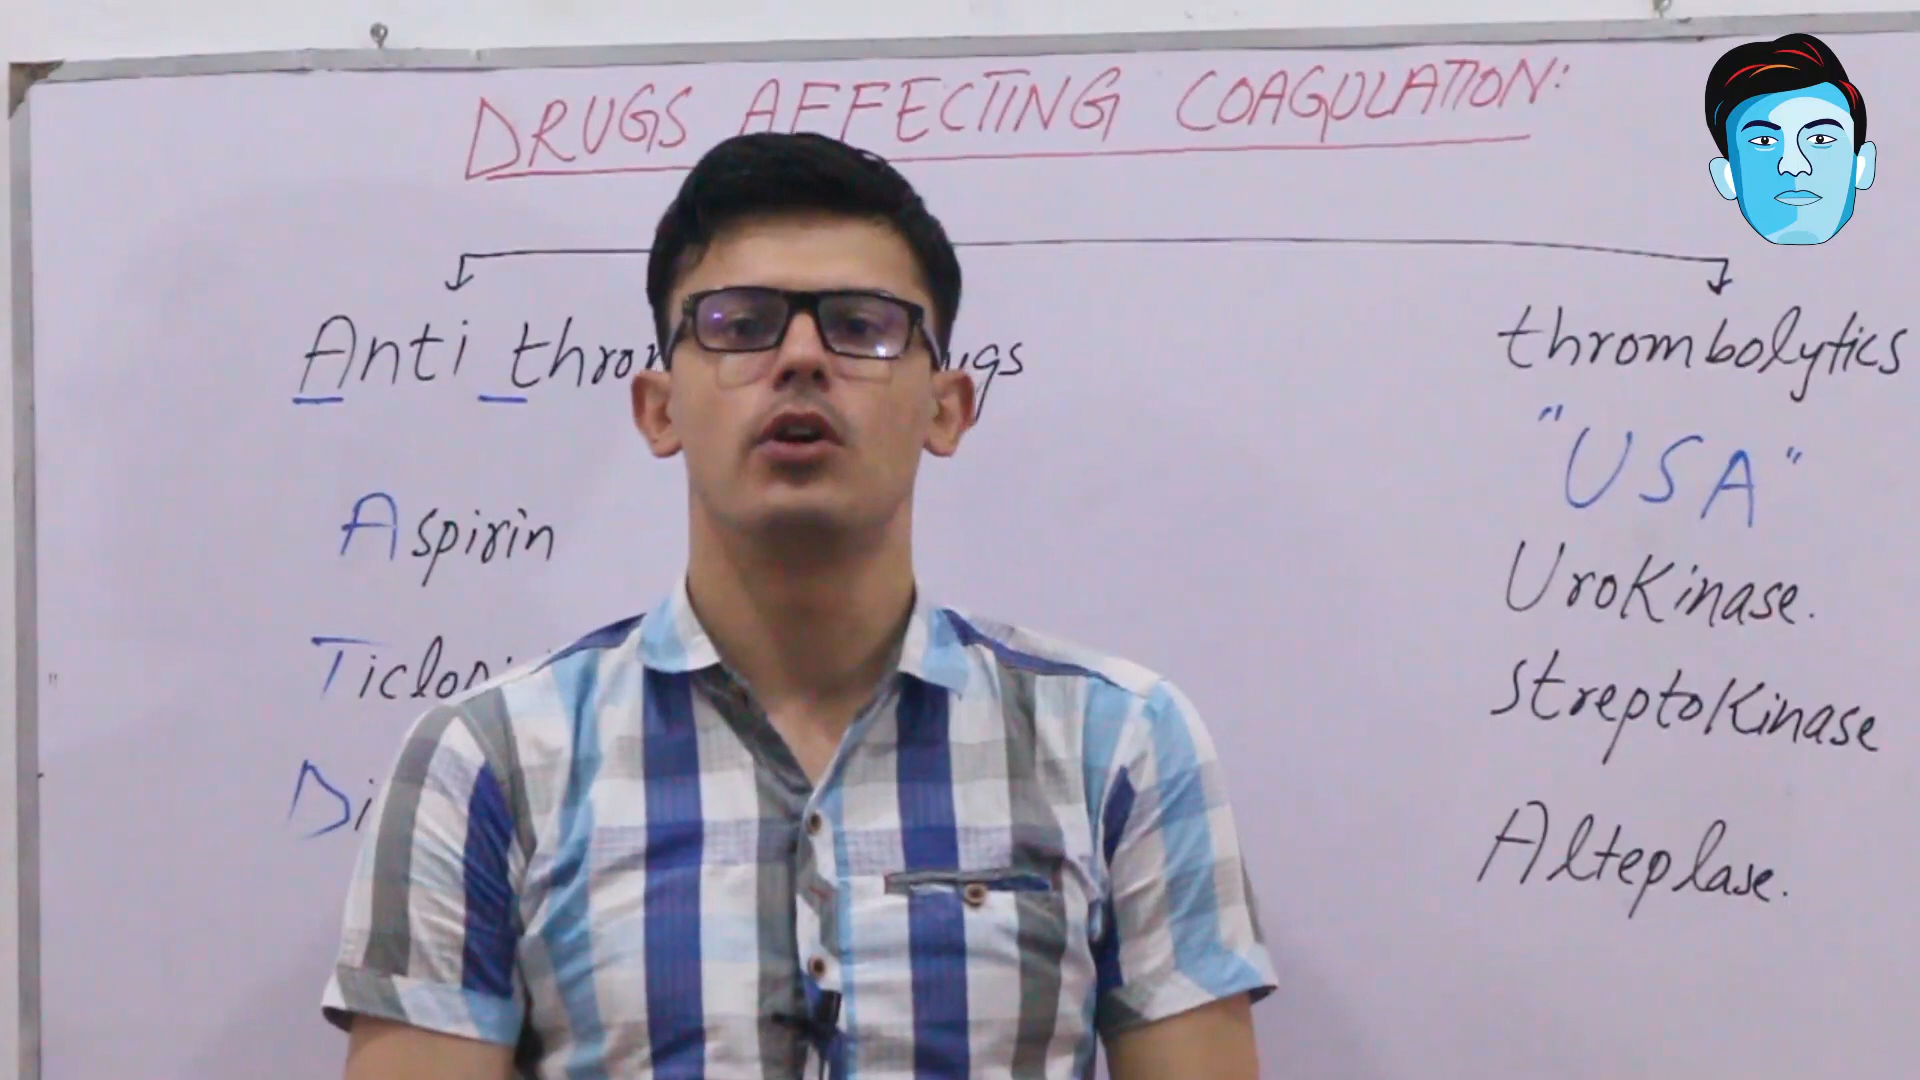 DRUGS AFFECTING COAGULATION:
Anti
thrombolytics
"USA"
Aspirin
Urokinase.
Streptokinase
Alteplase.